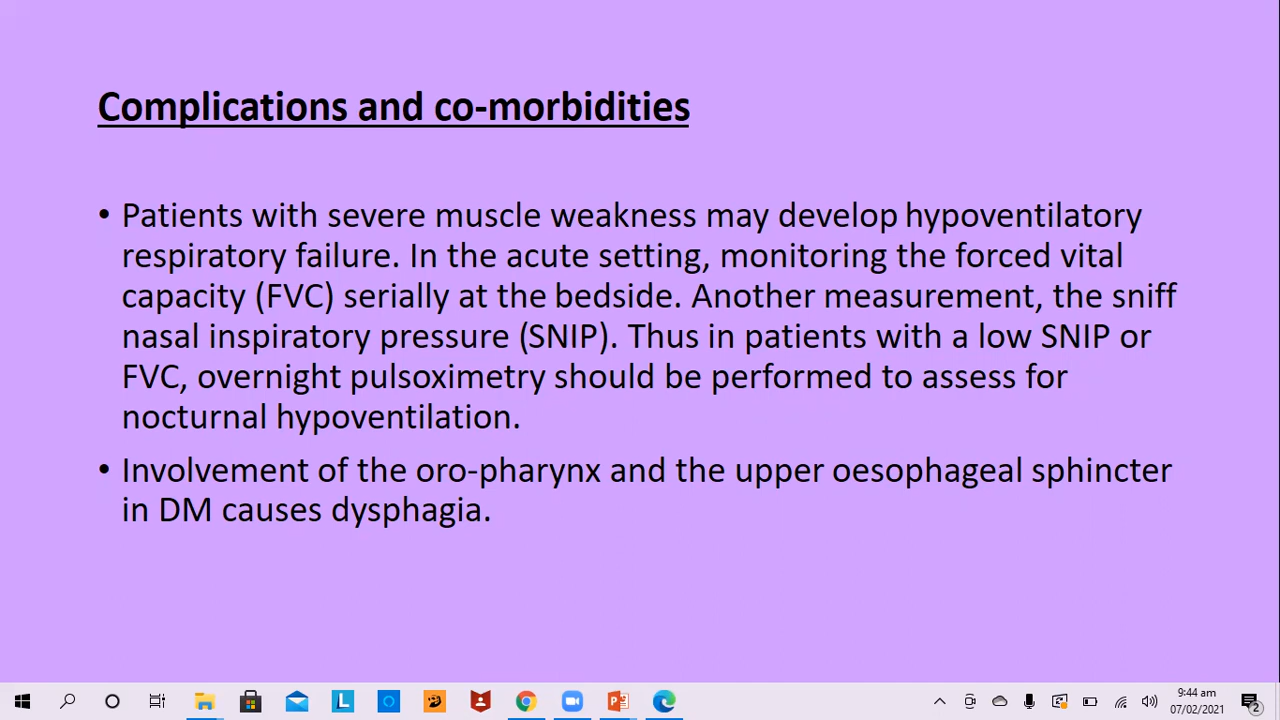 Complications and co-morbidities
• Patients with severe muscle weakness may develop hypoventilatory
respiratory failure. In the acute setting, monitoring the forced vital
capacity (FVC) serially at the bedside. Another measurement, the sniff
nasal inspiratory pressure (SNIP). Thus in patients with a low SNIP or
FVC, overnight pulsoximetry should be performed to assess for
nocturnal hypoventilation.
• Involvement of the oro-pharynx and the upper oesophageal sphincter
in DM causes dysphagia.
L
P
9:44 am
07/02/2021
2